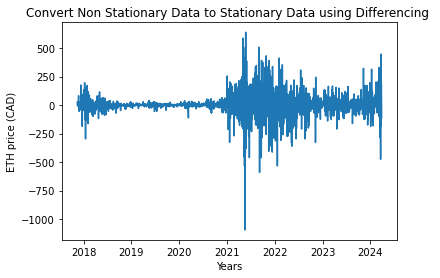 Convert Non Stationary Data to Stationary Data using Differencing
500
250
0
−250
−500
−750
−1000
ETH price (CAD)
2018 2019 2020 2021 2022 2023 2024
Years